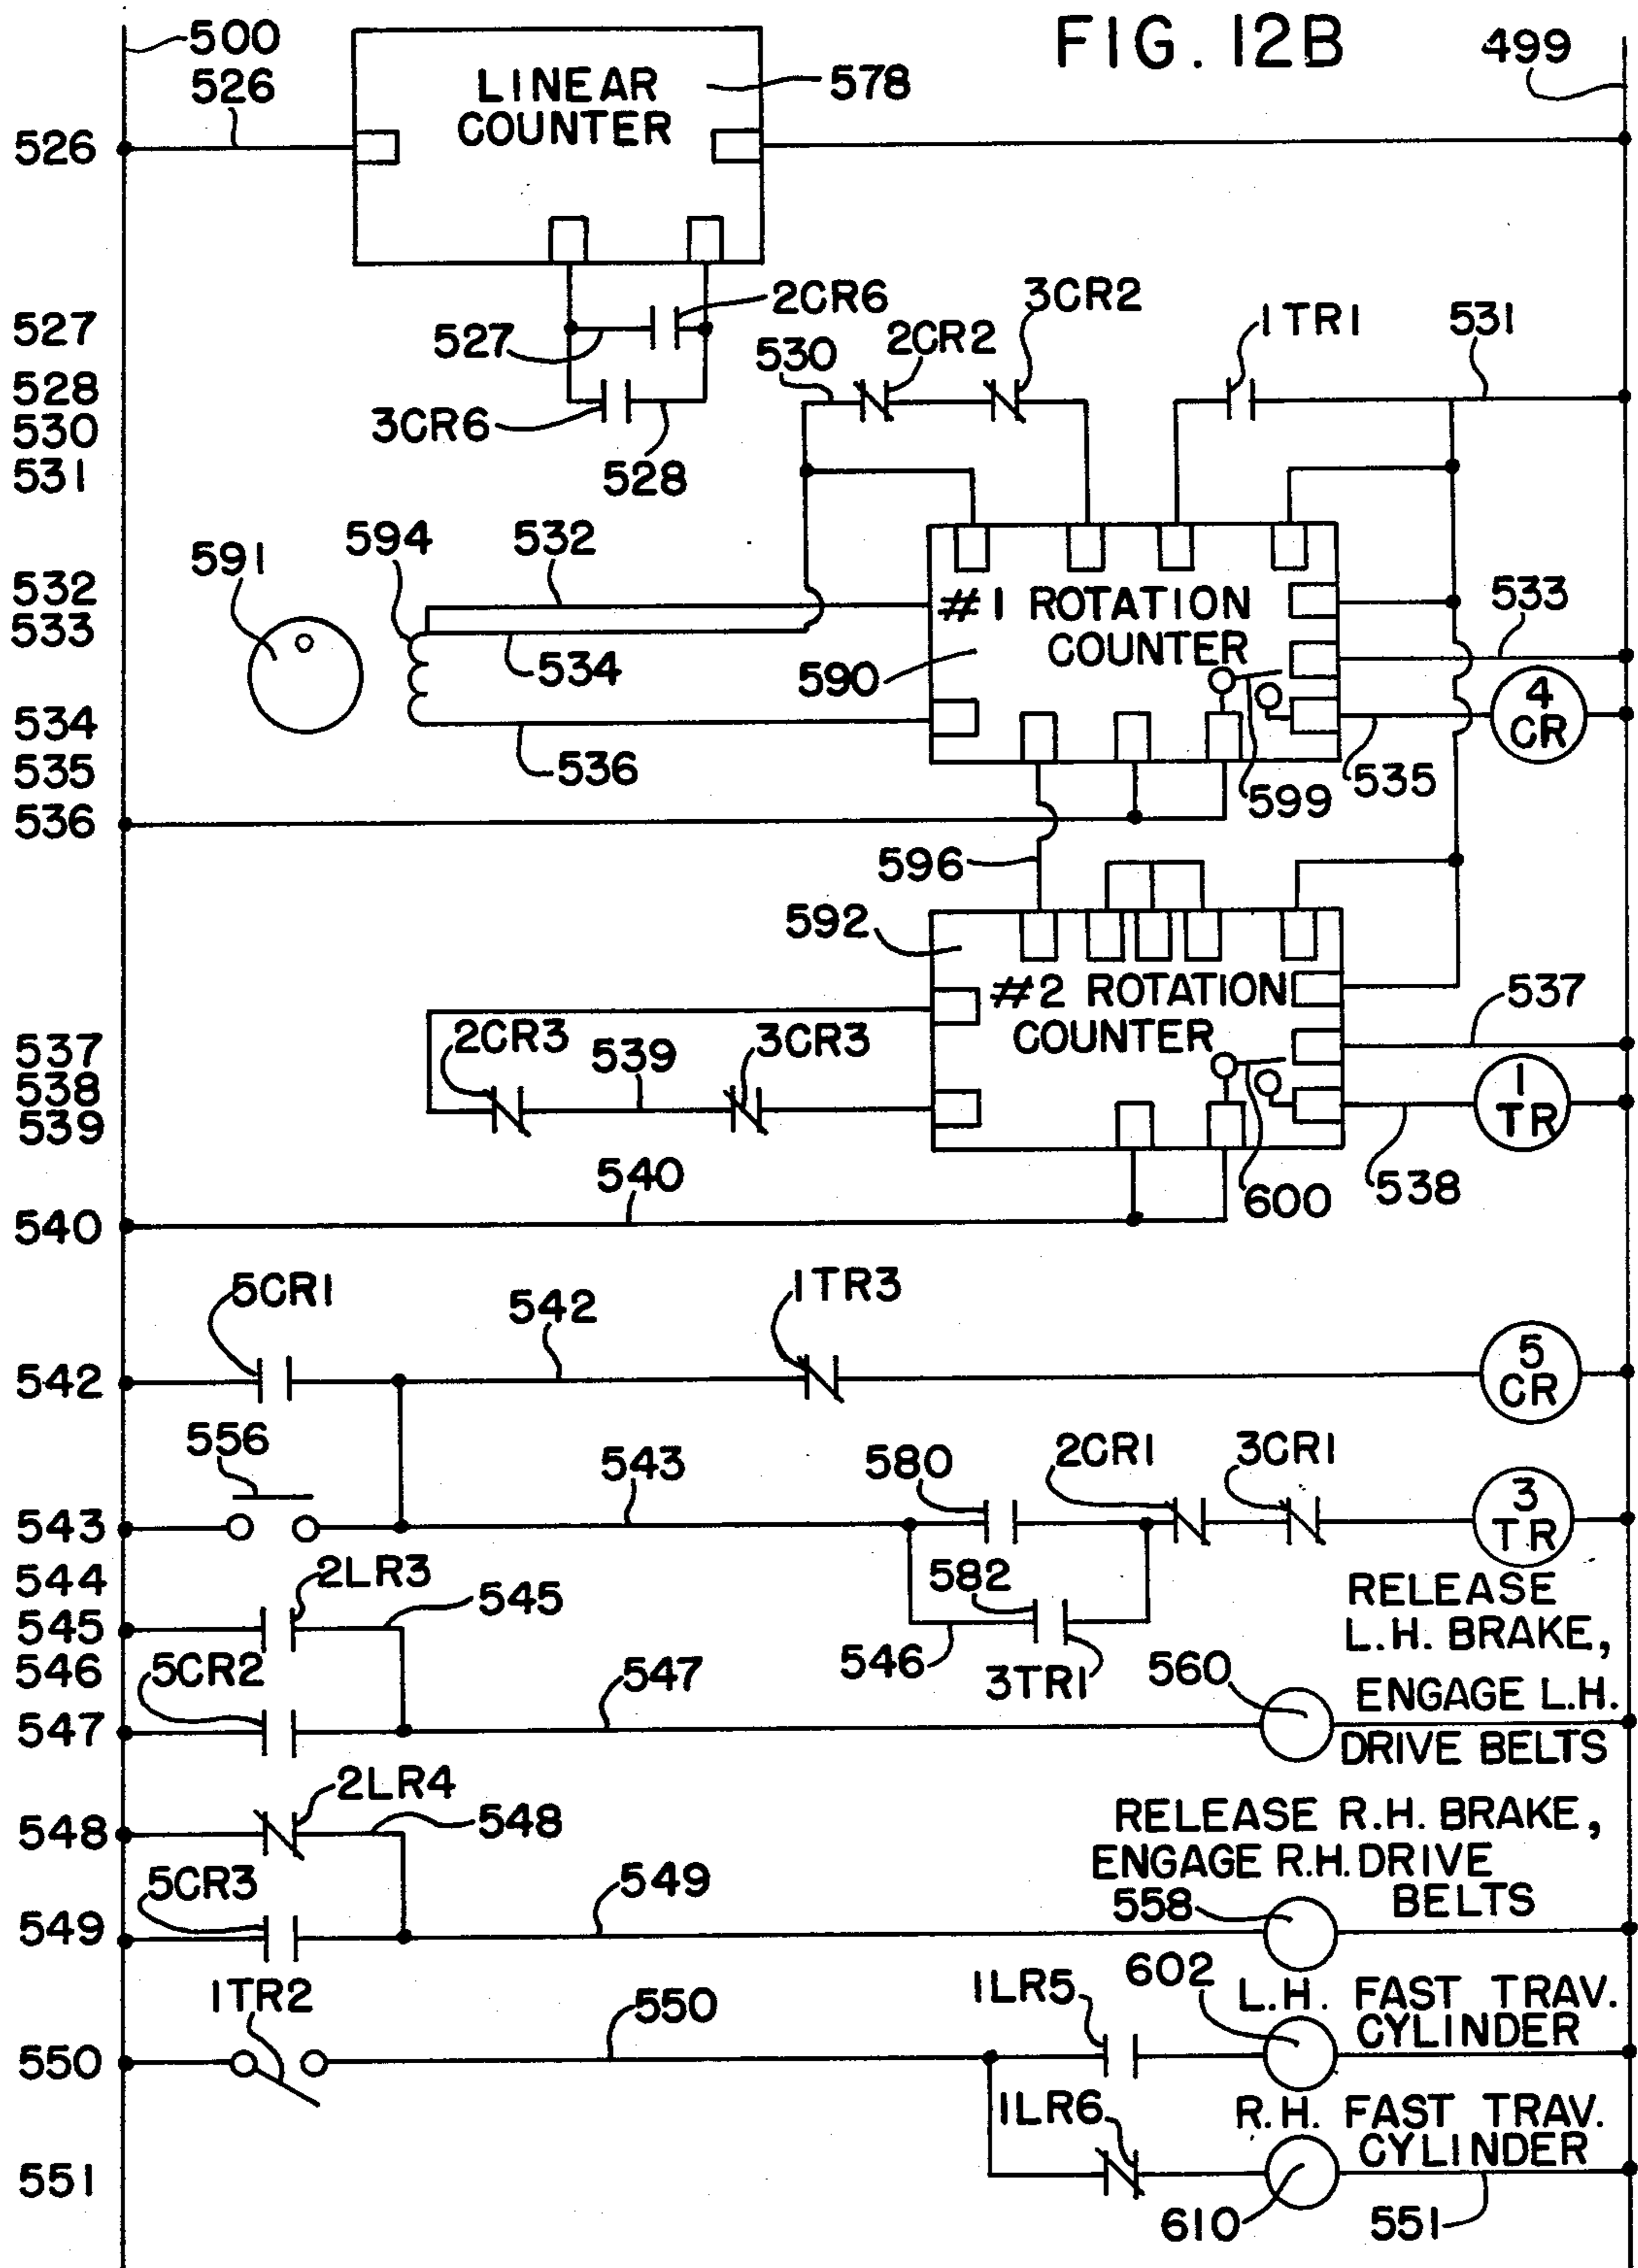 FIG. 12B
500
499
526
LINEAR
COUNTER
578
526
2CR6
3CR2
1TR1
531
527
527
530
2CR2
528
3CR6
530
528
531
594
532
591
532
#1 ROTATION
COUNTER
533
533
534
590
4
CR
534
536
535
599
535
536
596
592
#2 ROTATION
COUNTER
537
2CR3
539
3CR3
537
538
539
1
TR
540
600
538
540
5CR1
542
1TR3
542
5
CR
556
543
580
2CR1
3CR1
543
3
TR
544
2LR3
545
582
RELEASE
L.H. BRAKE,
545
546
5CR2
547
546
3TR1
560
ENGAGE L.H.
DRIVE BELTS
547
2LR4
548
548
RELEASE R.H. BRAKE,
ENGAGE R.H. DRIVE
BELTS
5CR3
549
558
549
1TR2
550
1LR5
602
L.H. FAST TRAV.
CYLINDER
550
1LR6
R.H. FAST TRAV.
CYLINDER
551
610
551